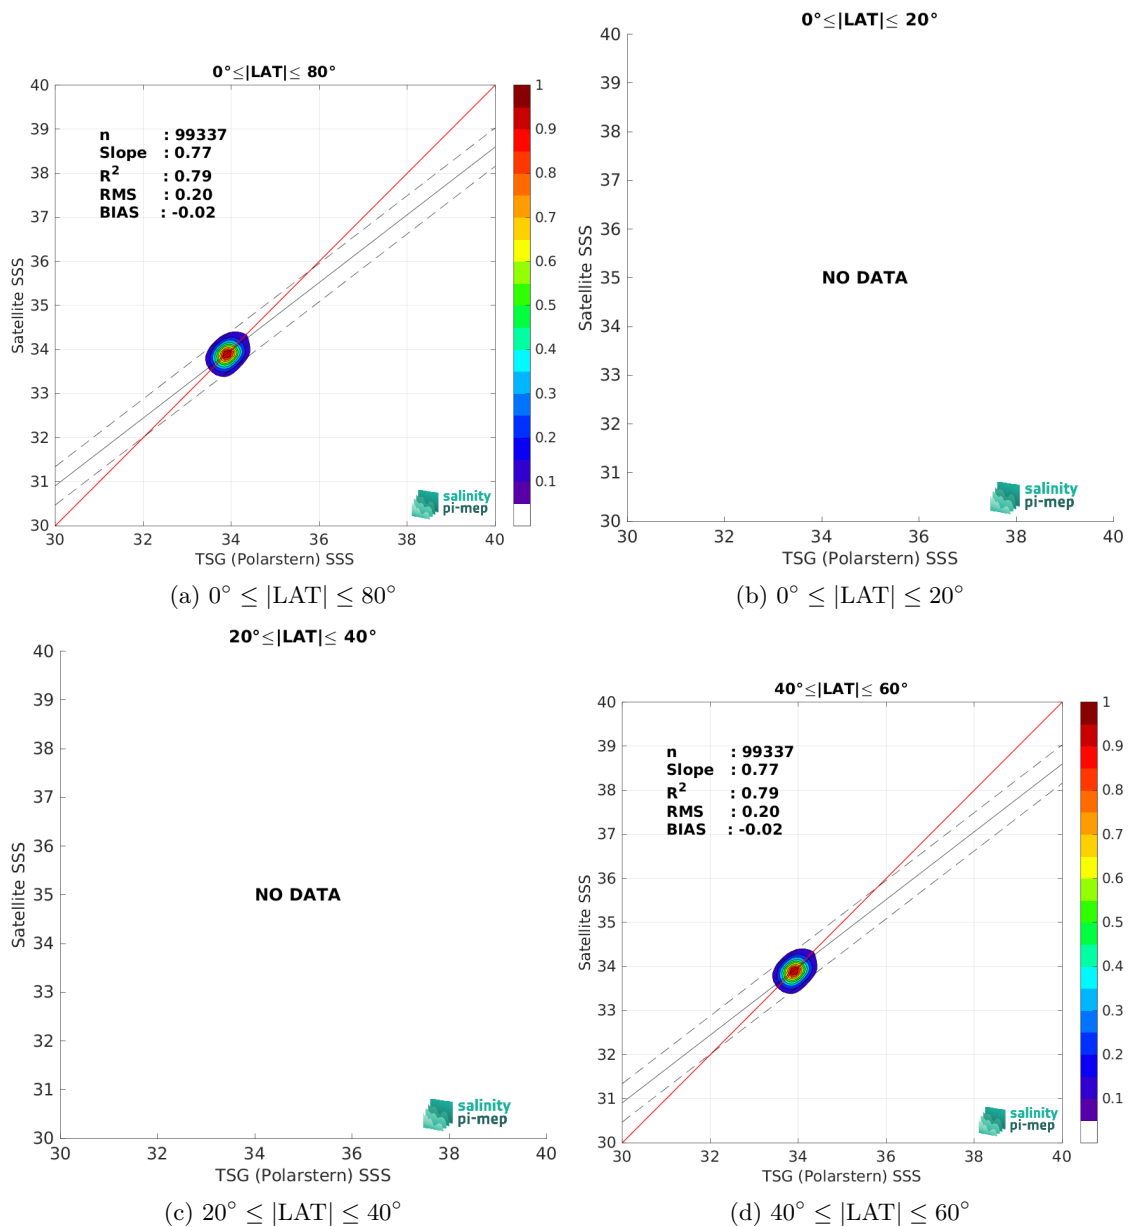 0°≤|LAT|≤ 80°
40
39
38
37
36
35
34
33
32
31
30
Satellite SSS
n : 99337
Slope : 0.77
R² : 0.79
RMS : 0.20
BIAS : -0.02
salinity
pi-mep
30 32 34 36 38 40
TSG (Polarstern) SSS
1
0.9
0.8
0.7
0.6
0.5
0.4
0.3
0.2
0.1
(a) 0° ≤ |LAT| ≤ 80°
0°≤|LAT|≤ 20°
40
39
38
37
36
35
34
33
32
31
30
Satellite SSS
NO DATA
salinity
pi-mep
30 32 34 36 38 40
TSG (Polarstern) SSS
(b) 0° ≤ |LAT| ≤ 20°
20°≤|LAT|≤ 40°
40
39
38
37
36
35
34
33
32
31
30
Satellite SSS
NO DATA
salinity
pi-mep
30 32 34 36 38 40
TSG (Polarstern) SSS
(c) 20° ≤ |LAT| ≤ 40°
40°≤|LAT|≤ 60°
40
39
38
37
36
35
34
33
32
31
30
Satellite SSS
n : 99337
Slope : 0.77
R² : 0.79
RMS : 0.20
BIAS : -0.02
salinity
pi-mep
30 32 34 36 38 40
TSG (Polarstern) SSS
1
0.9
0.8
0.7
0.6
0.5
0.4
0.3
0.2
0.1
(d) 40° ≤ |LAT| ≤ 60°